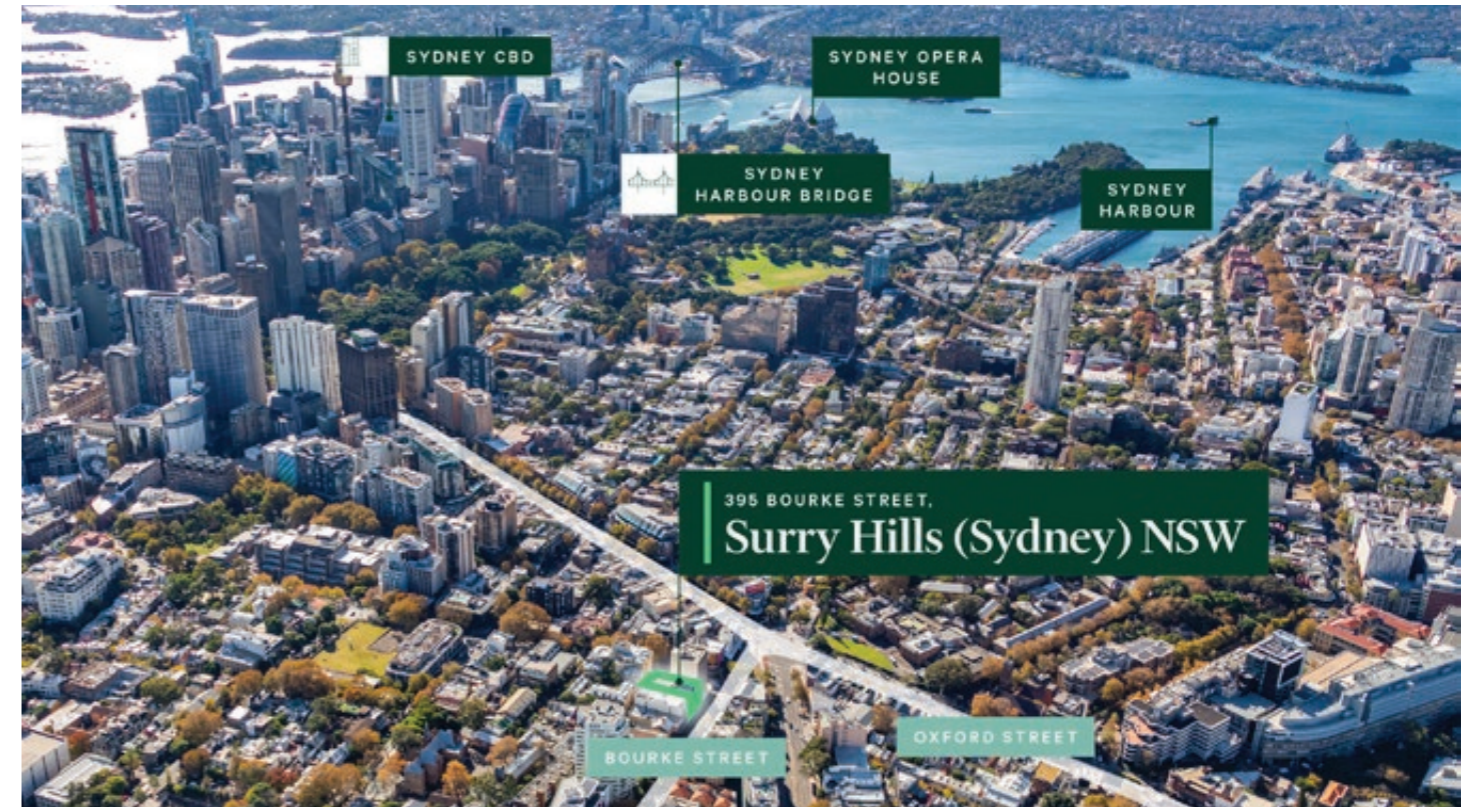 SYDNEY CBD
SYDNEY OPERA
HOUSE
SYDNEY
HARBOUR BRIDGE
SYDNEY
HARBOUR
395 BOURKE STREET,
Surry Hills (Sydney) NSW
OXFORD STREET
BOURKE STREET